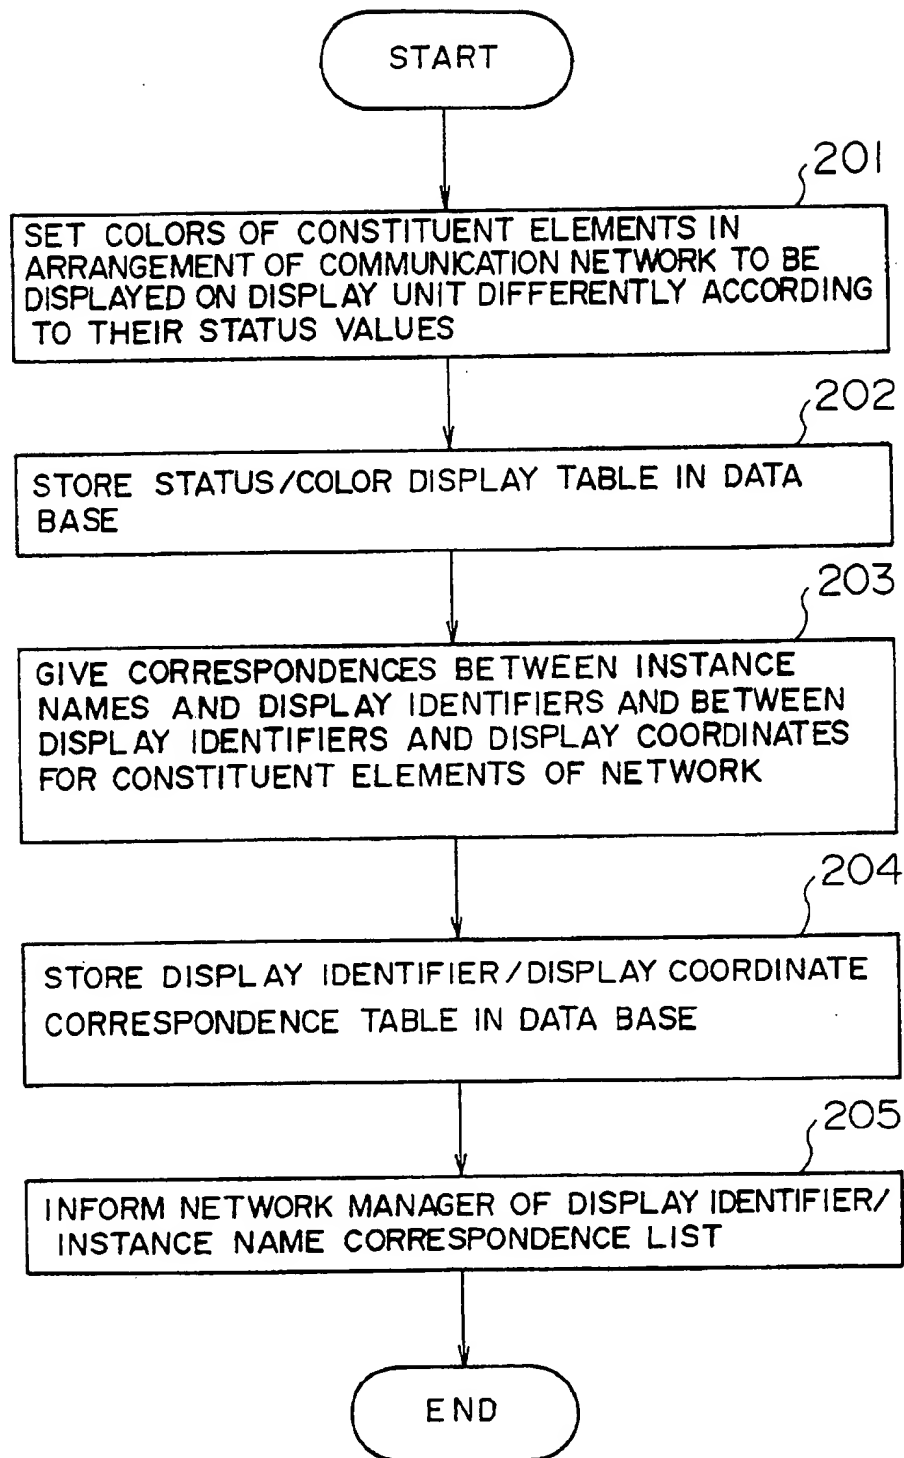 START
201
SET COLORS OF CONSTITUENT ELEMENTS IN
ARRANGEMENT OF COMMUNICATION NETWORK TO BE
DISPLAYED ON DISPLAY UNIT DIFFERENTLY ACCORDING
TO THEIR STATUS VALUES
202
STORE STATUS/COLOR DISPLAY TABLE IN DATA
BASE
203
GIVE CORRESPONDENCES BETWEEN INSTANCE
NAMES AND DISPLAY IDENTIFIERS AND BETWEEN
DISPLAY IDENTIFIERS AND DISPLAY COORDINATES
FOR CONSTITUENT ELEMENTS OF NETWORK
204
STORE DISPLAY IDENTIFIER/DISPLAY COORDINATE
CORRESPONDENCE TABLE IN DATA BASE
205
INFORM NETWORK MANAGER OF DISPLAY IDENTIFIER/
INSTANCE NAME CORRESPONDENCE LIST
END